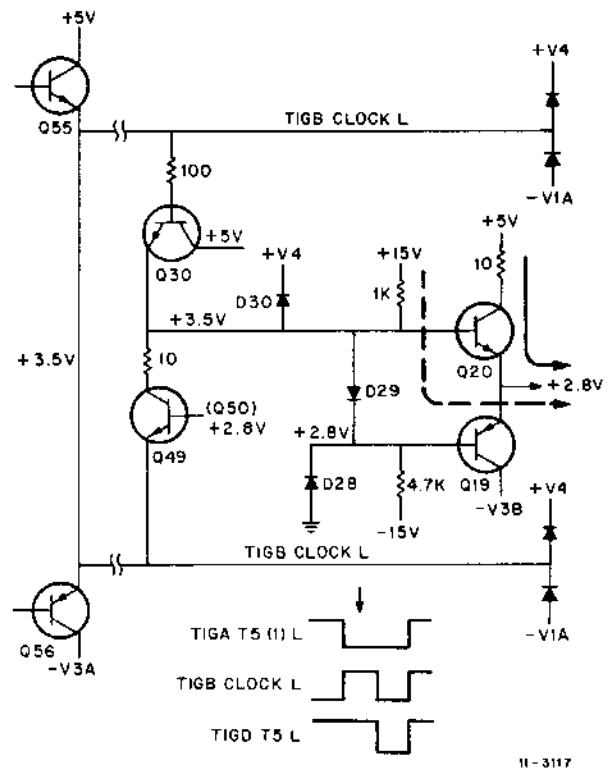 +5V
+V4
Q55
TIGB CLOCK L
100
-V1A
+5V
+5V
+15V
10
Q30
+V4
1K
D30
+3.5V
Q20
+3.5V
10
D29
+2.8V
(Q50)
+2.8V
+2.8V
Q49
D28
4.7K
Q19
-15V
-V3B
+V4
TIGB CLOCK L
Q56
-V3A
-V1A
TIGA T5 (1) L
TIGB CLOCK L
TIGD T5 L
11-3117